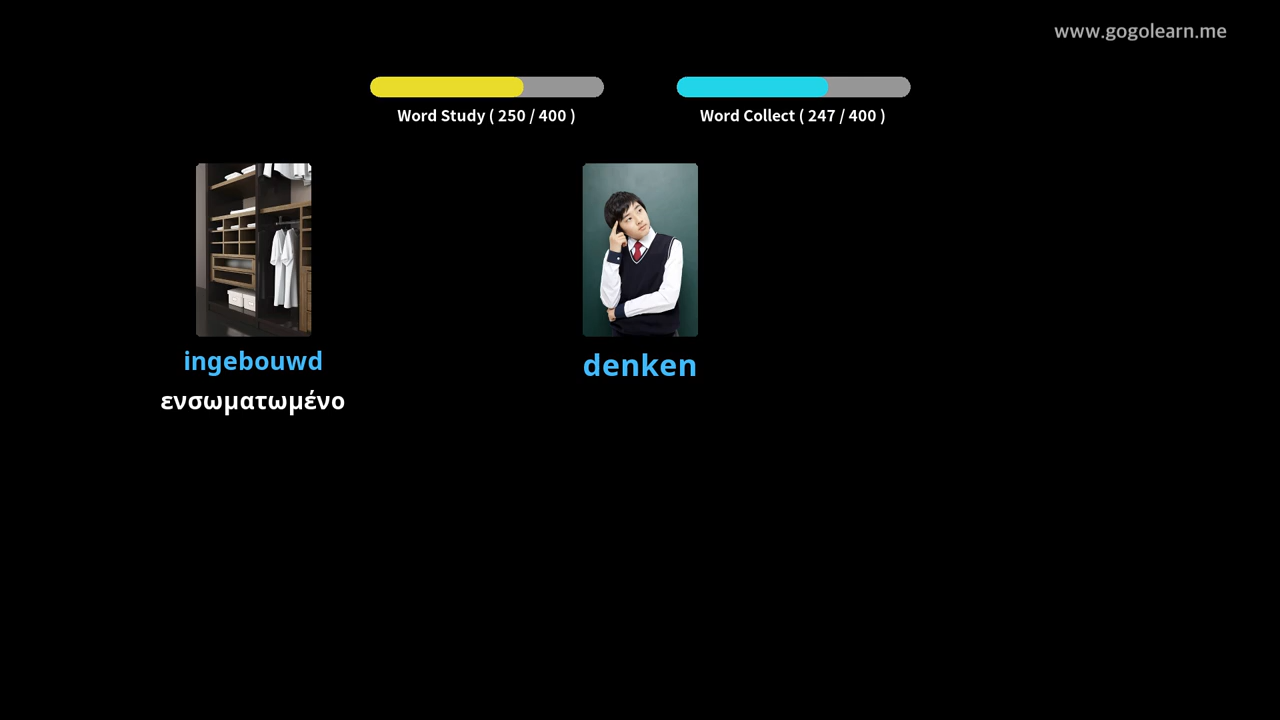 www.gogolearn.me
Word Study ( 250 / 400 )
Word Collect ( 247 / 400 )
ingebouwd
ενσωματωμένο
denken